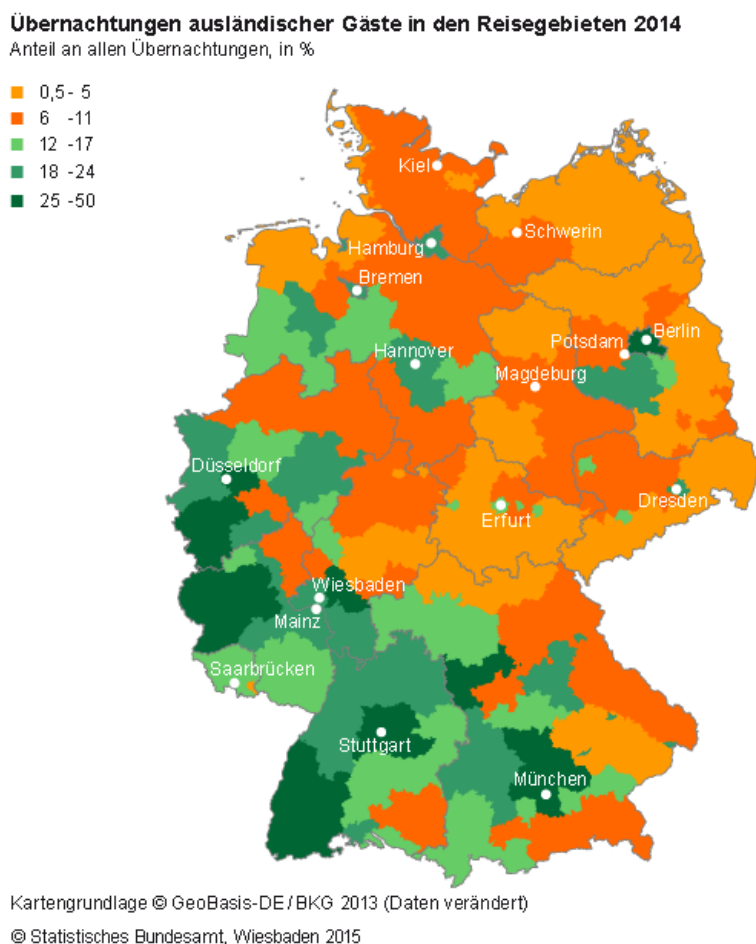 Übernachtungen ausländischer Gäste in den Reisegebieten 2014
Anteil an allen Übernachtungen, in %
0,5 - 5
6 -11
12 -17
18 -24
25 -50
Kiel
Schwerin
Hamburg
Bremen
Berlin
Potsdam
Hannover
Magdeburg
Düsseldorf
Dresden
Erfurt
Wiesbaden
Mainz
Saarbrücken
Stuttgart
München
Kartengrundlage © GeoBasis-DE / BKG 2013 (Daten verändert)
© Statistisches Bundesamt, Wiesbaden 2015